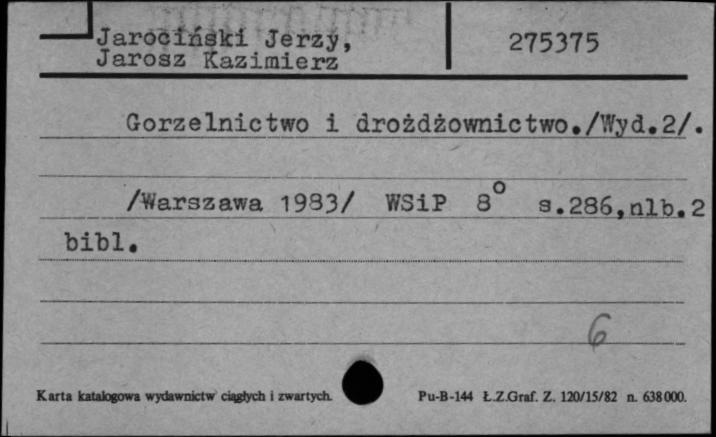 Jarociński Jerzy,
Jarosz Kazimierz
275375
Gorzelnictwo i drożdżownictwo./Wyd.2/.
/Warszawa 1983/ WSiP 8° s.286,nlb.2
bibl.
6
Karta katalogowa wydawnictw ciągłych i zwartych.
Pu-B-144 Ł.Z.Graf. Z. 120/15/82 n. 638000.